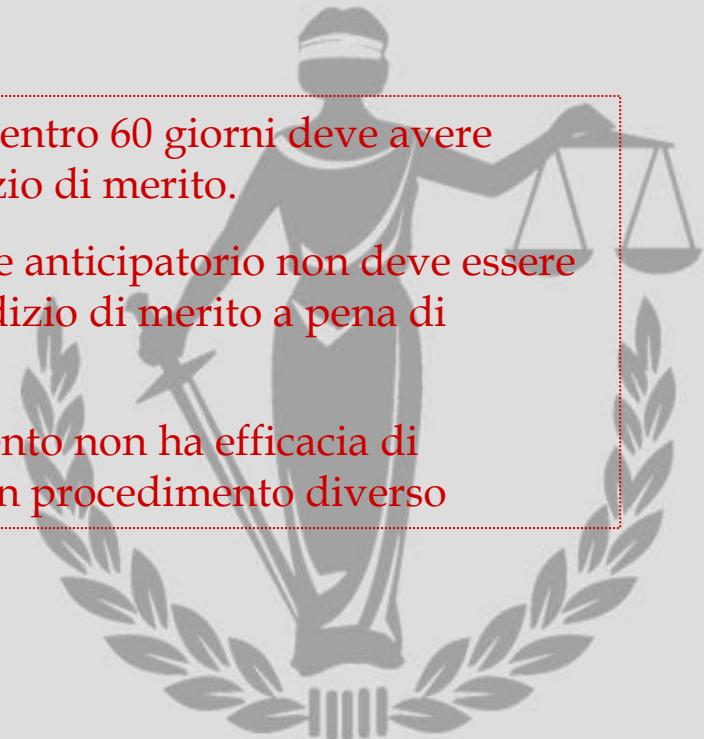 entro 60 giorni deve avere
zio di merito.
e anticipatorio non deve essere
dizio di merito a pena di
nto non ha efficacia di
n procedimento diverso